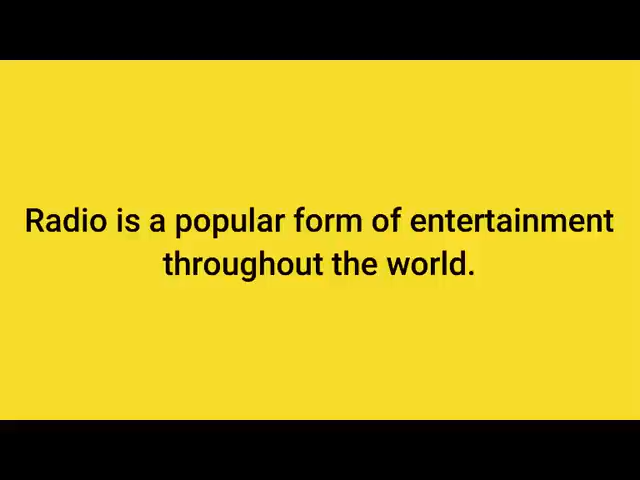 Radio is a popular form of entertainment
throughout the world.